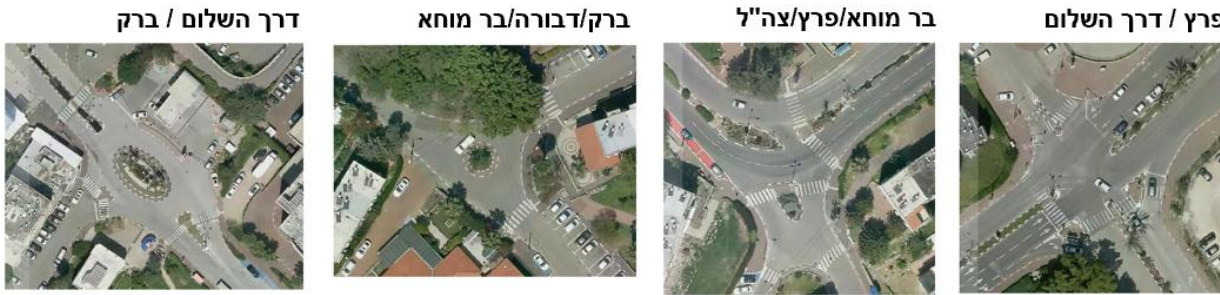 פרץ / דרך השלום
בר מוחא/פרץ/צה"ל
ברק/דבורה/בר מוחא
דרך השלום / ברק